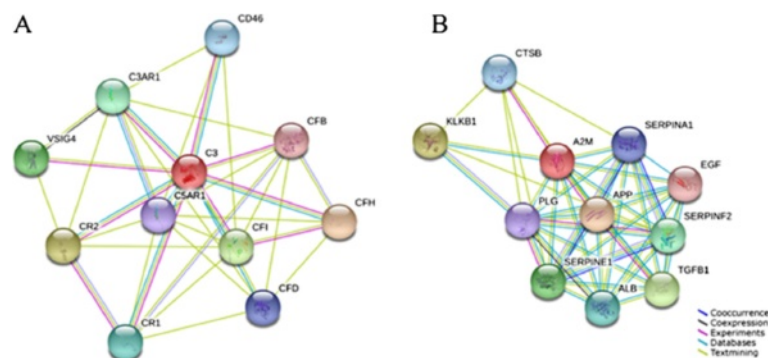 A
CD46
C3AR1
VSIG4
C3
CFB
C5AR1
CFH
CR2
CFI
CFD
CR1
B
CTSB
KLKB1
A2M
SERPINA1
EGF
PLG
APP
SERPINF2
SERPINE1
TGFB1
ALB
Cooccurrence
Coexpression
Experiments
Databases
Textmining